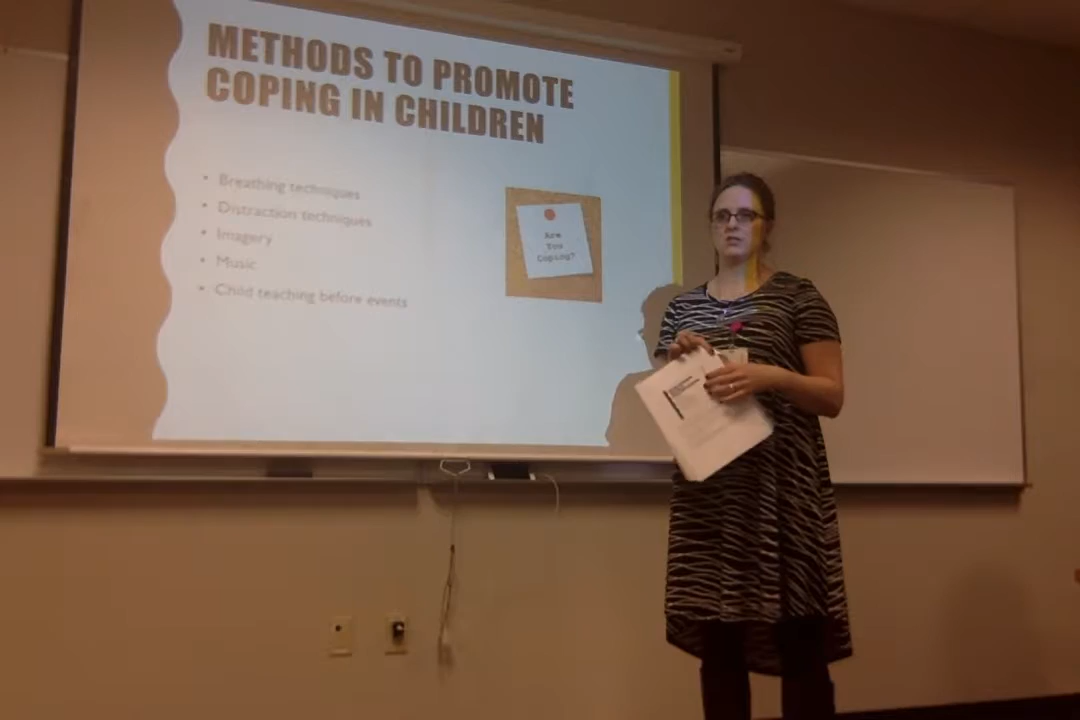 METHODS TO PROMOTE
COPING IN CHILDREN
• Breathing techniques
• Distraction techniques
• Imagery
• Music
• Child teaching before events
Are
You
Coping?